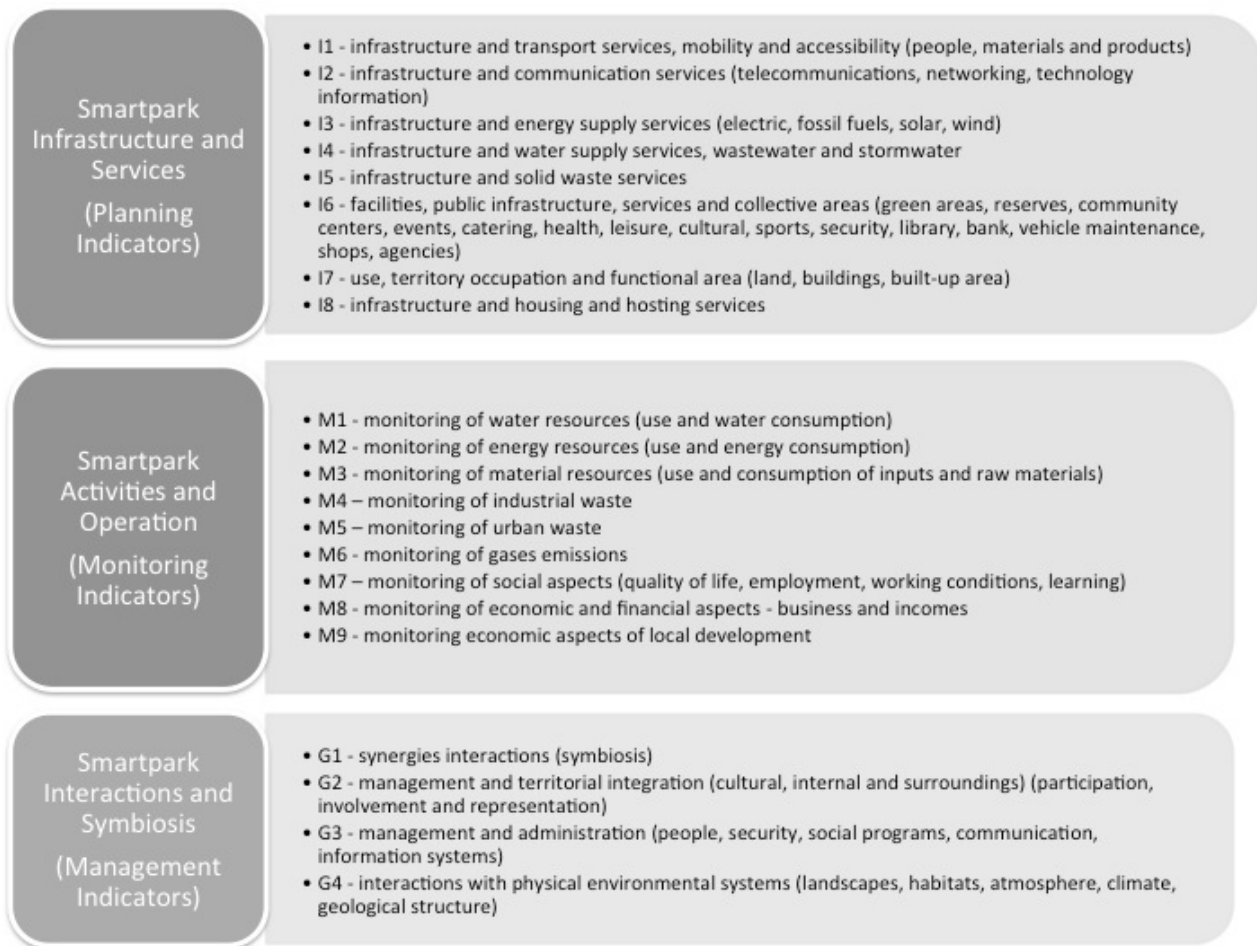 Smartpark
Infrastructure and
Services
(Planning
Indicators)
• I1 - infrastructure and transport services, mobility and accessibility (people, materials and products)
• I2 - infrastructure and communication services (telecommunications, networking, technology
information)
• I3 - infrastructure and energy supply services (electric, fossil fuels, solar, wind)
• I4 - infrastructure and water supply services, wastewater and stormwater
• I5 - infrastructure and solid waste services
• I6 - facilities, public infrastructure, services and collective areas (green areas, reserves, community
centers, events, catering, health, leisure, cultural, sports, security, library, bank, vehicle maintenance,
shops, agencies)
• I7 - use, territory occupation and functional area (land, buildings, built-up area)
• I8 - infrastructure and housing and hosting services
Smartpark
Activities and
Operation
(Monitoring
Indicators)
• M1 - monitoring of water resources (use and water consumption)
• M2 - monitoring of energy resources (use and energy consumption)
• M3 - monitoring of material resources (use and consumption of inputs and raw materials)
• M4 – monitoring of industrial waste
• M5 – monitoring of urban waste
• M6 - monitoring of gases emissions
• M7 – monitoring of social aspects (quality of life, employment, working conditions, learning)
• M8 - monitoring of economic and financial aspects - business and incomes
• M9 - monitoring economic aspects of local development
Smartpark
Interactions and
Symbiosis
(Management
Indicators)
• G1 - synergies interactions (symbiosis)
• G2 - management and territorial integration (cultural, internal and surroundings) (participation,
involvement and representation)
• G3 - management and administration (people, security, social programs, communication,
information systems)
• G4 - interactions with physical environmental systems (landscapes, habitats, atmosphere, climate,
geological structure)